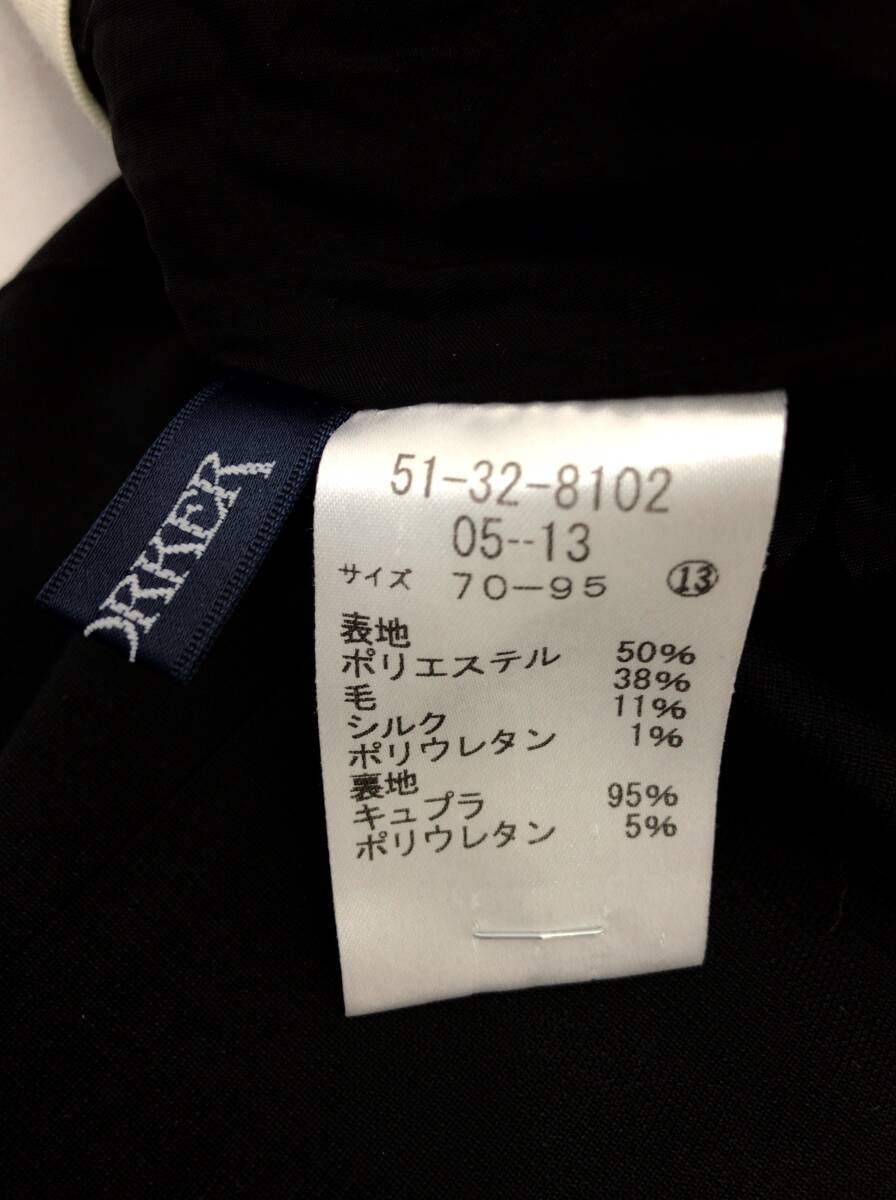 ORKER
51-32-8102
05--13
サイズ 70-95 ⑬
表地
ポリエステル 50%
毛 38%
シルク 11%
ポリウレタン 1%
裏地
キュプラ 95%
ポリウレタン 5%